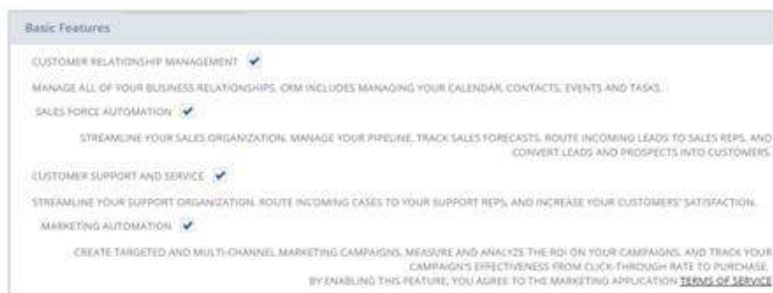 Basic Features
CUSTOMER RELATIONSHIP MANAGEMENT
MANAGE ALL OF YOUR BUSINESS RELATIONSHIPS. CRM INCLUDES MANAGING YOUR CALENDAR, CONTACTS, EVENTS AND TASKS.
SALES FORCE AUTOMATION
STREAMLINE YOUR SALES ORGANIZATION. MANAGE YOUR PIPELINE, TRACK SALES FORECASTS, ROUTE INCOMING LEADS TO SALES REPS, AND
CONVERT LEADS AND PROSPECTS INTO CUSTOMERS.
CUSTOMER SUPPORT AND SERVICE
STREAMLINE YOUR SUPPORT ORGANIZATION. ROUTE INCOMING CASES TO YOUR SUPPORT REPS, AND INCREASE YOUR CUSTOMERS' SATISFACTION.
MARKETING AUTOMATION
CREATE TARGETED AND MULTI-CHANNEL MARKETING CAMPAIGNS, MEASURE AND ANALYZE THE ROI ON YOUR CAMPAIGNS, AND TRACK YOUR
CAMPAIGN'S EFFECTIVENESS FROM CLICK-THROUGH RATE TO PURCHASE.
BY ENABLING THIS FEATURE, YOU AGREE TO THE MARKETING APPLICATION TERMS OF SERVICE